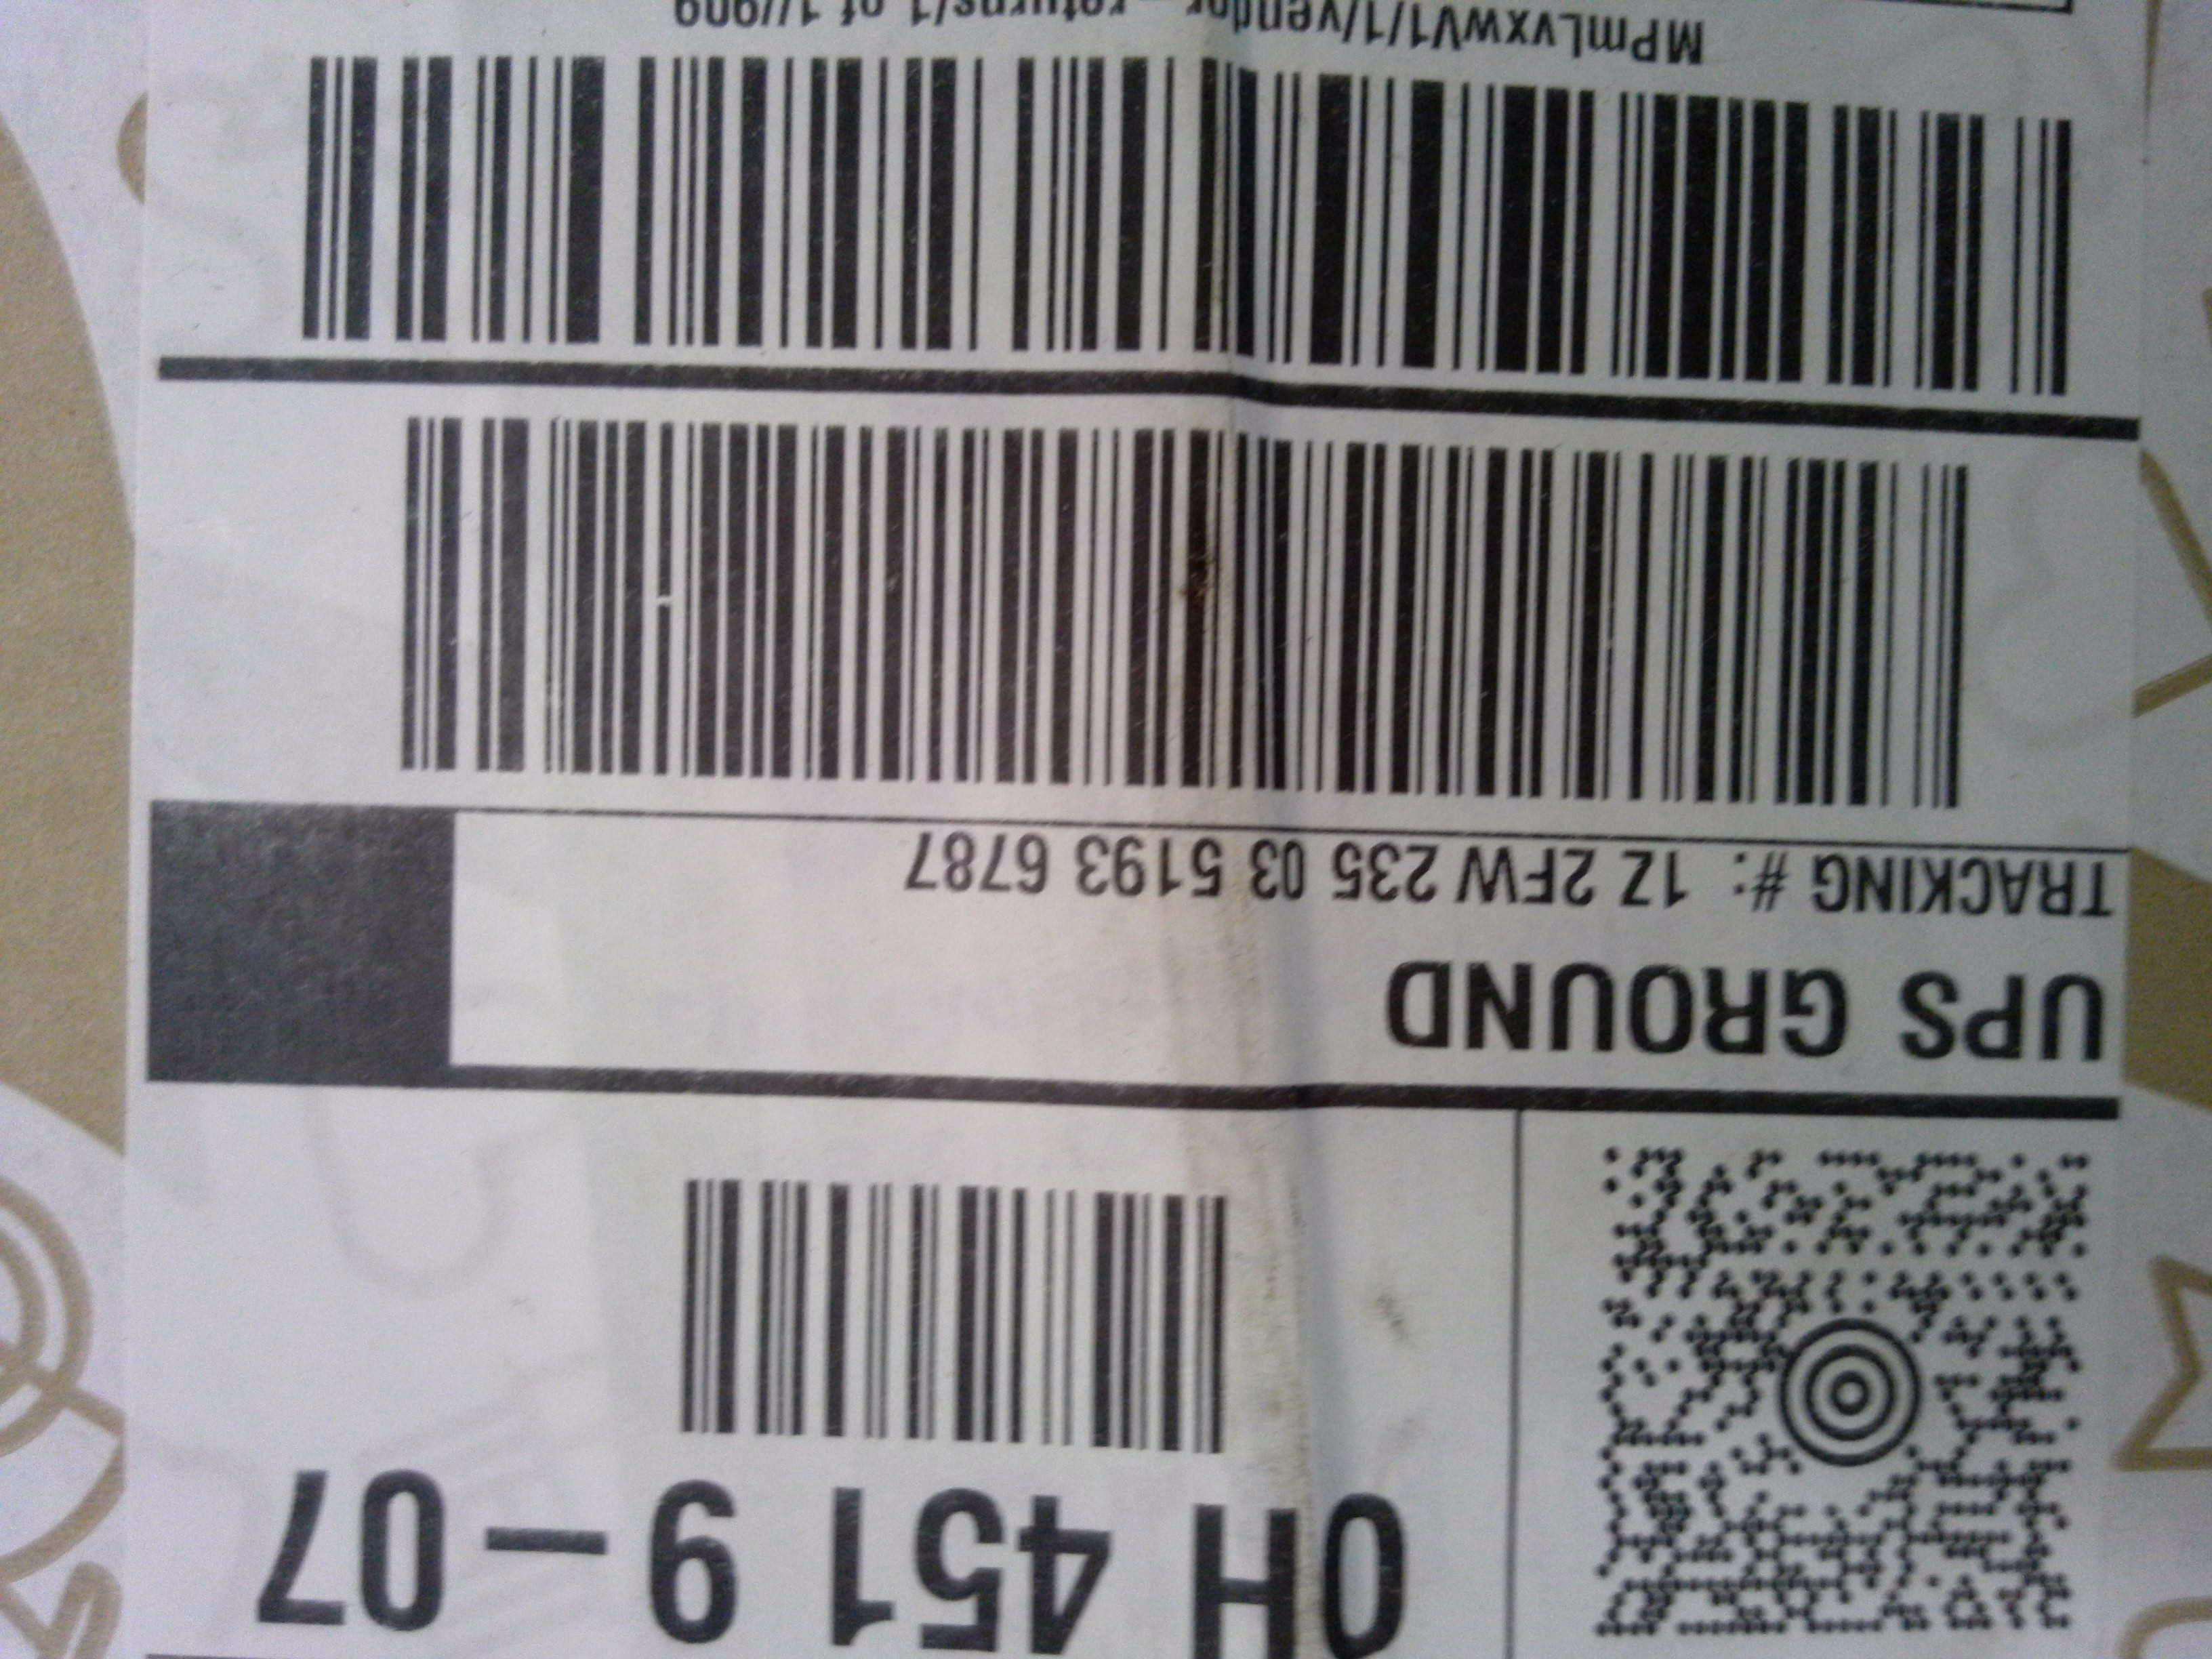 OH 451 9 – 07
UPS GROUND
TRACKING #: 1Z 2FW 235 03 5193 6787
MPmLvxwV1/1/vendor_returns/1 of 1//909